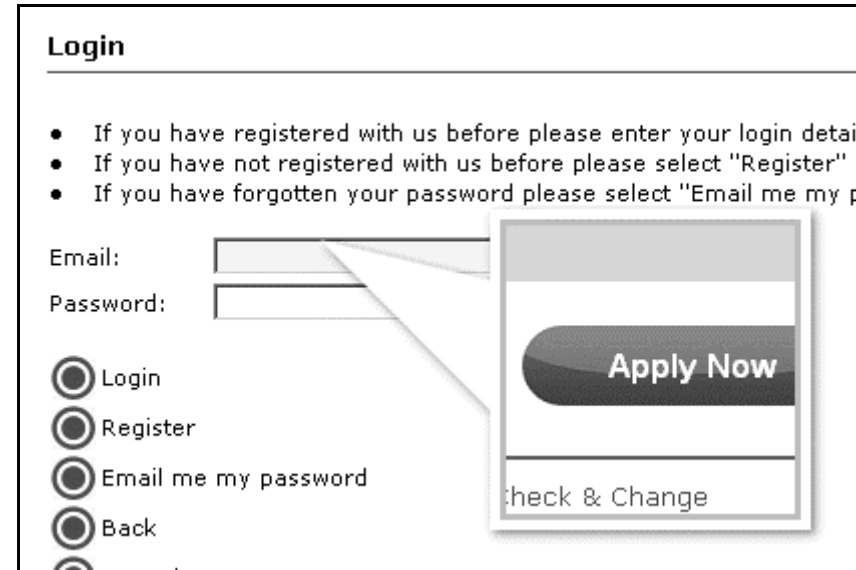 Login
If you have registered with us before please enter your login detai
If you have not registered with us before please select "Register"
If you have forgotten your password please select "Email me my p
Email:
Password:
Apply Now
Login
Register
Email me my password
Check & Change
Back